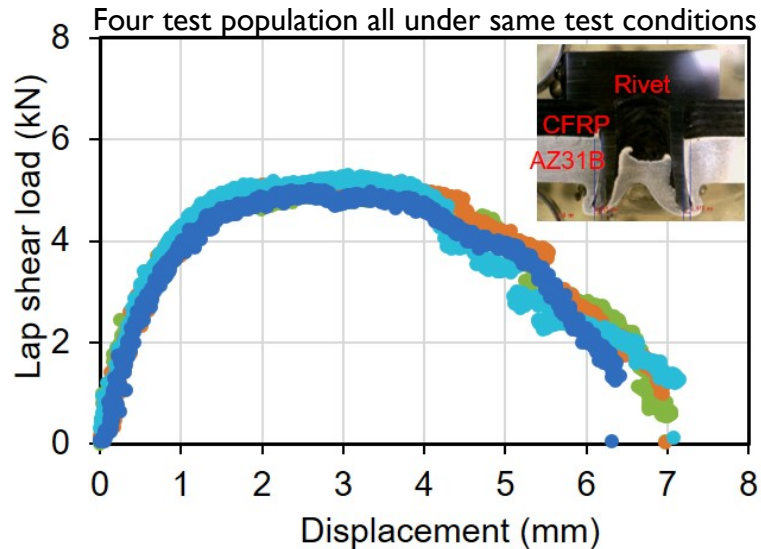 Four test population all under same test conditions
Lap shear load (kN)
8
6
4
2
0
Rivet
CFRP
AZ31B
0 1 2 3 4 5 6 7 8
Displacement (mm)